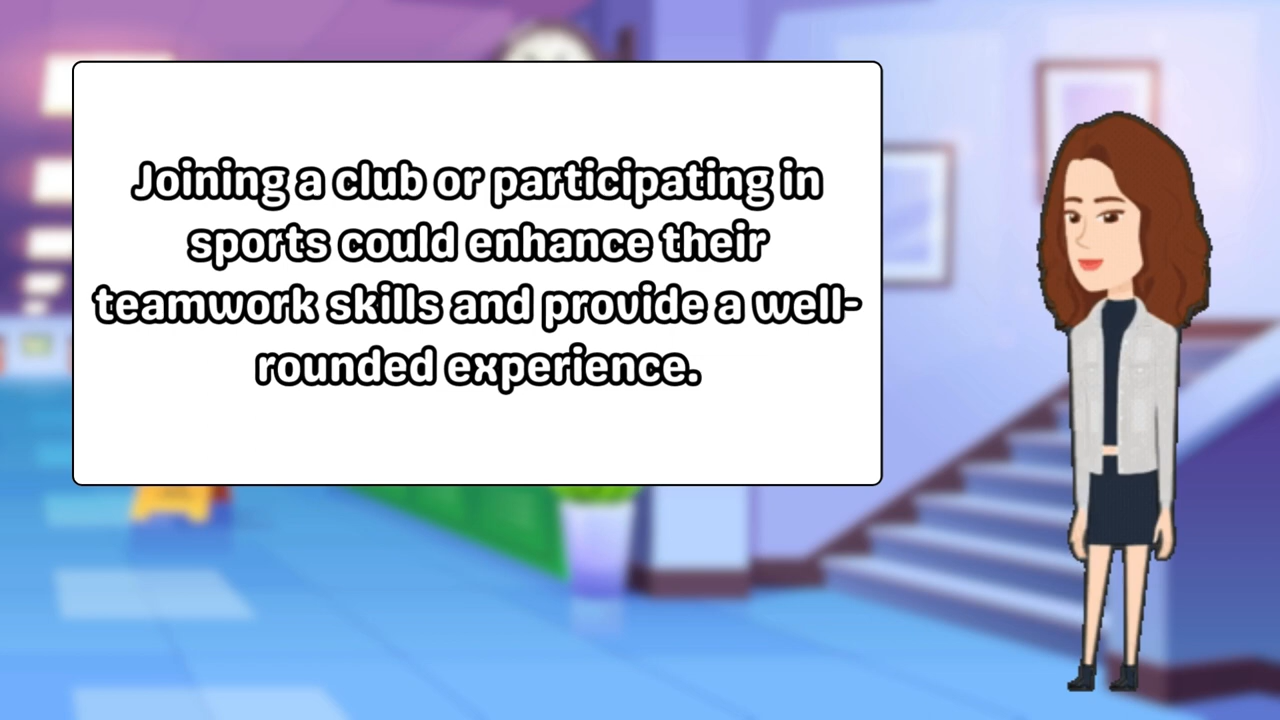 Joining a club or participating in
sports could enhance their
teamwork skills and provide a well-
rounded experience.